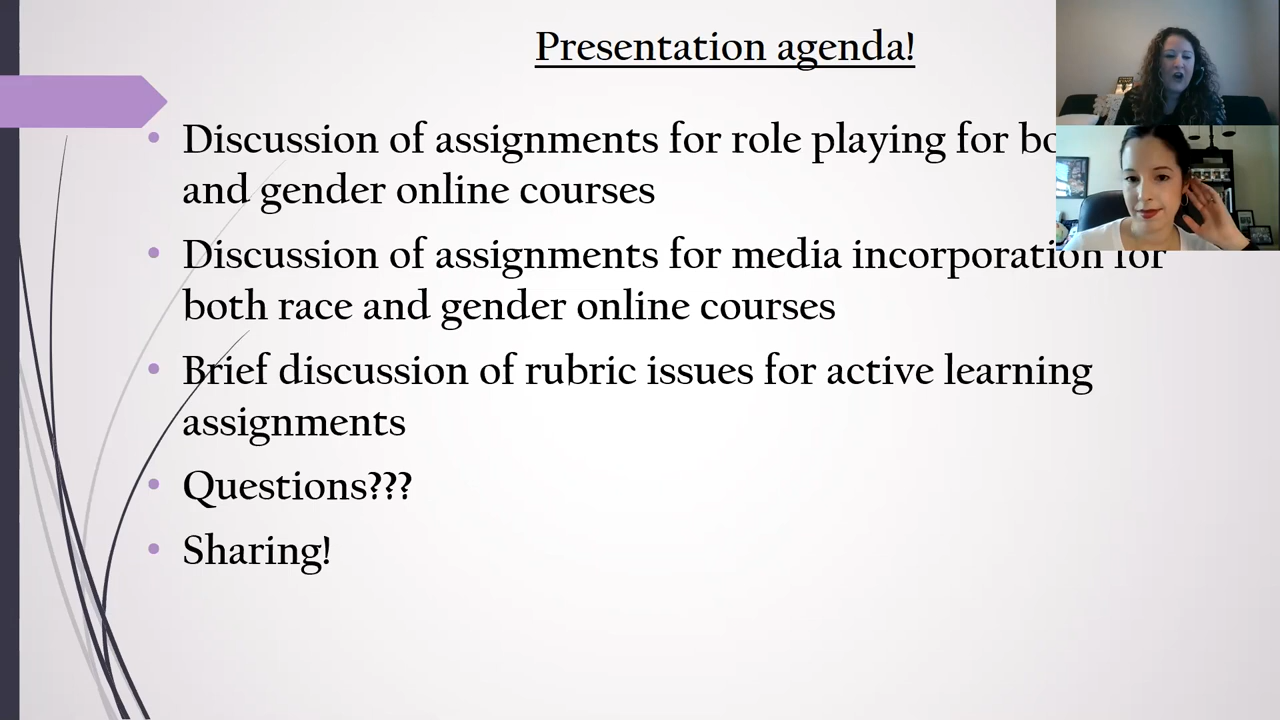 Presentation agenda!
Discussion of assignments for role playing for
and gender online courses
Discussion of assignments for media incorporation for
both race and gender online courses
Brief discussion of rubric issues for active learning
assignments
Questions???
Sharing!